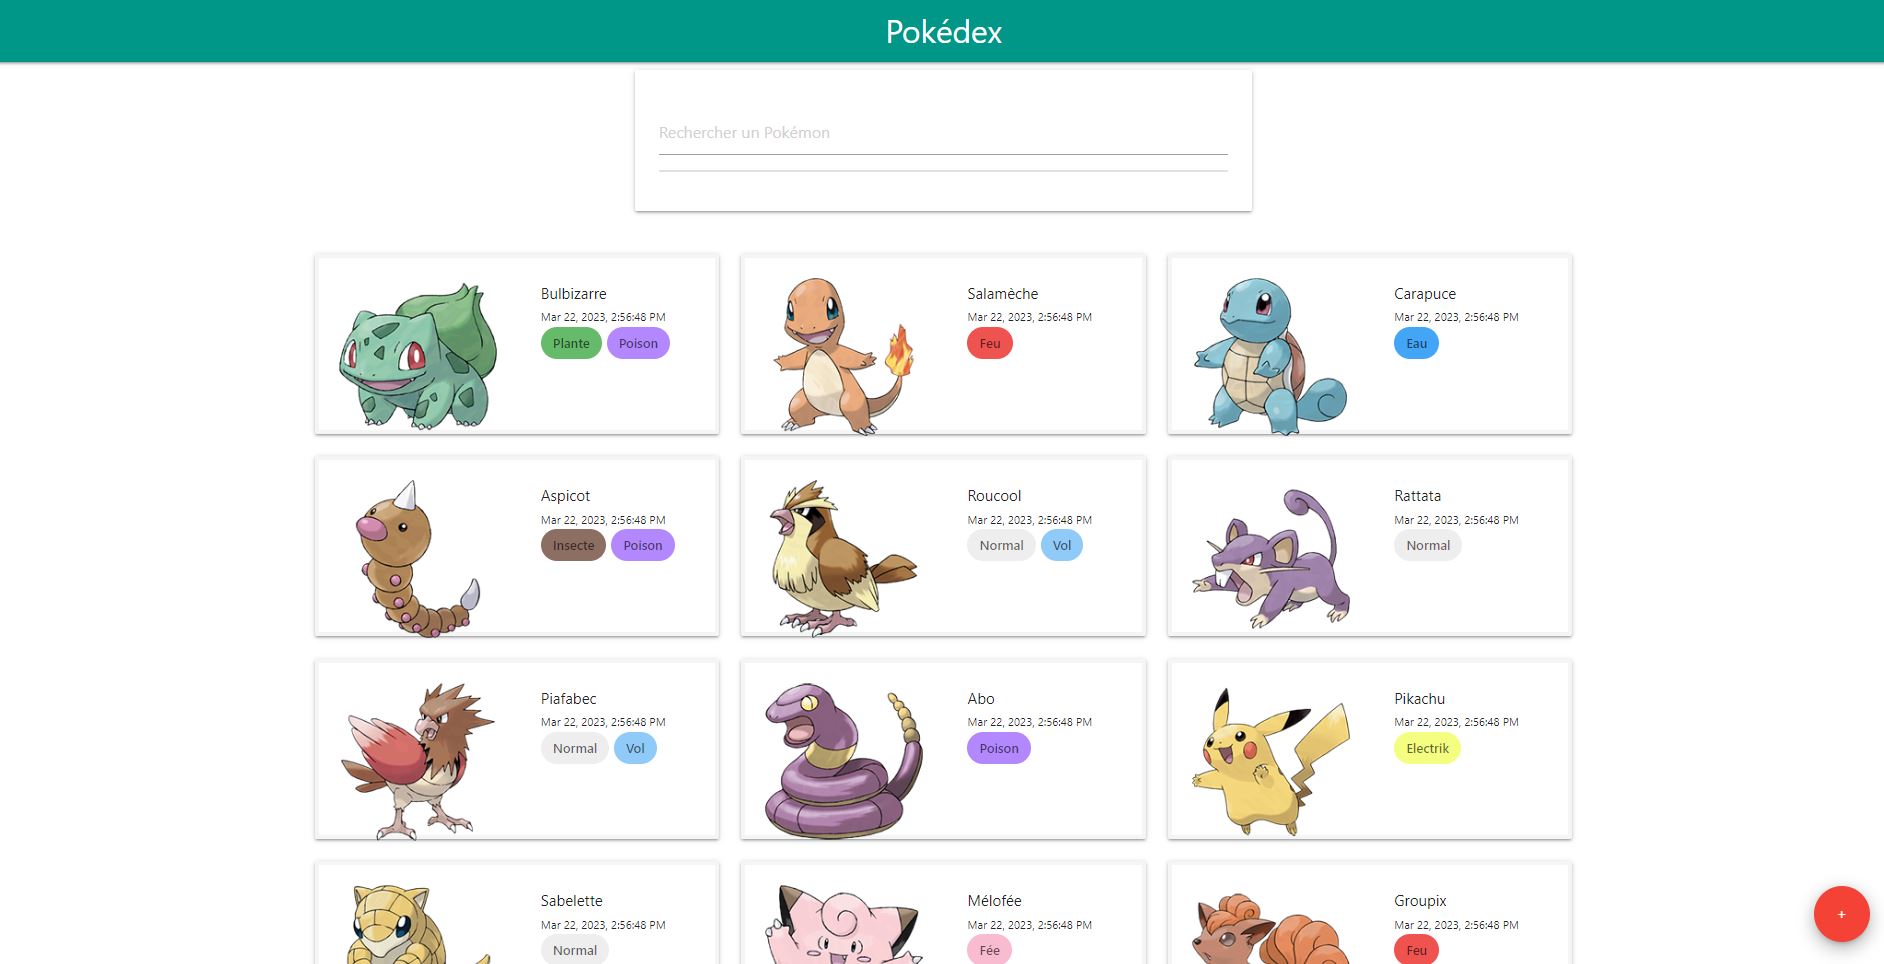 Pokédex
Rechercher un Pokémon
Bulbizarre
Mar 22, 2023, 2:56:48 PM
Plante Poison
Salamèche
Mar 22, 2023, 2:56:48 PM
Feu
Carapuce
Mar 22, 2023, 2:56:48 PM
Eau
Aspicot
Mar 22, 2023, 2:56:48 PM
Insecte Poison
Roucool
Mar 22, 2023, 2:56:48 PM
Normal Vol
Rattata
Mar 22, 2023, 2:56:48 PM
Normal
Piafabec
Mar 22, 2023, 2:56:48 PM
Normal Vol
Abo
Mar 22, 2023, 2:56:48 PM
Poison
Pikachu
Mar 22, 2023, 2:56:48 PM
Electrik
Sabelette
Mar 22, 2023, 2:56:48 PM
Normal
Mélofée
Mar 22, 2023, 2:56:48 PM
Fée
Groupix
Mar 22, 2023, 2:56:48 PM
Feu
+